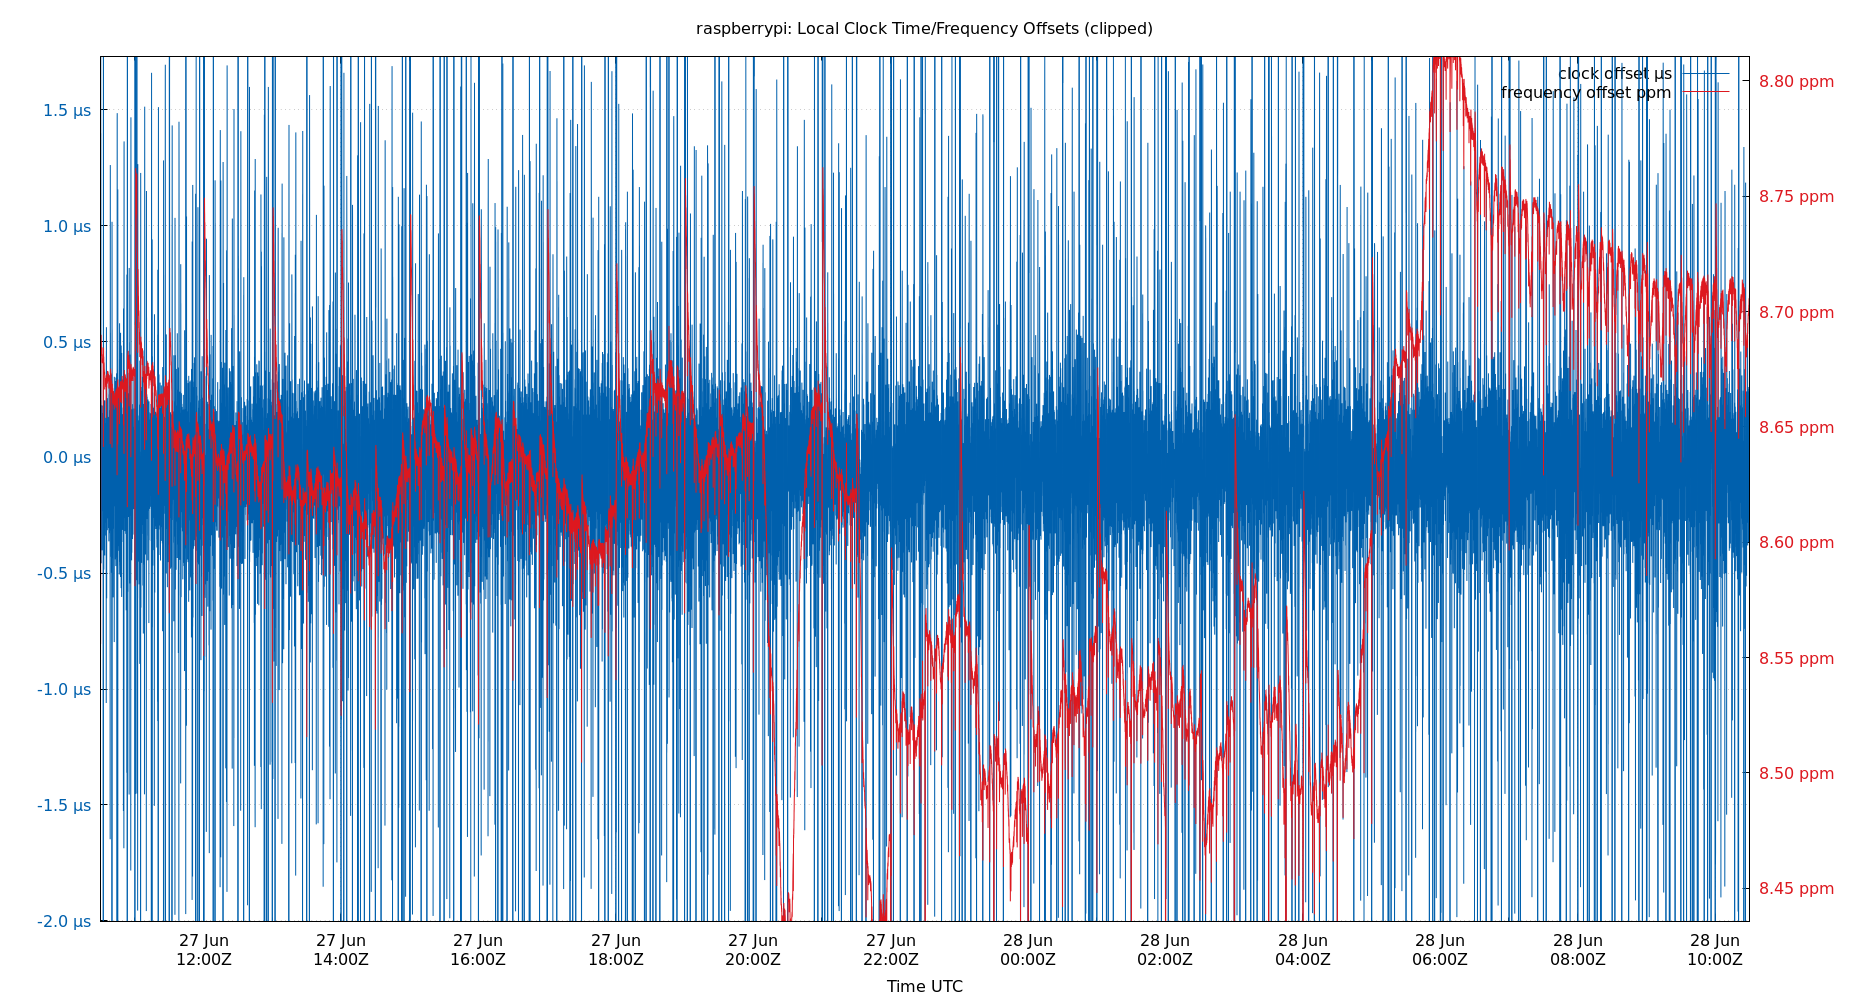 raspberrypi: Local Clock Time/Frequency Offsets (clipped)
clock offset µs
frequency offset ppm
1.5 µs
1.0 µs
0.5 µs
0.0 µs
-0.5 µs
-1.0 µs
-1.5 µs
-2.0 µs
8.80 ppm
8.75 ppm
8.70 ppm
8.65 ppm
8.60 ppm
8.55 ppm
8.50 ppm
8.45 ppm
27 Jun 27 Jun 27 Jun 27 Jun 27 Jun 27 Jun 28 Jun 28 Jun 28 Jun 28 Jun 28 Jun 28 Jun
12:00Z 14:00Z 16:00Z 18:00Z 20:00Z 22:00Z 00:00Z 02:00Z 04:00Z 06:00Z 08:00Z 10:00Z
Time UTC